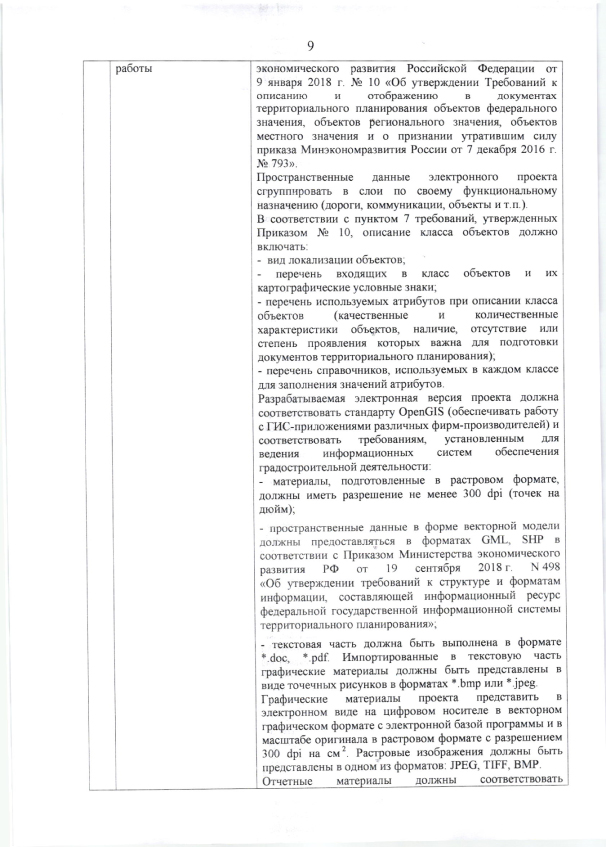 9
работы
экономического развития Российской Федерации от
9 января 2018 г. № 10 «Об утверждении Требований к
описанию и отображению в документах
территориального планирования объектов федерального
значения, объектов регионального значения, объектов
местного значения и о признании утратившим силу
приказа Минэкономразвития России от 7 декабря 2016 г.
№ 793».
Пространственные данные электронного проекта
сгруппировать в слои по своему функциональному
назначению (дороги, коммуникации, объекты и т.п.).
В соответствии с пунктом 7 требований, утвержденных
Приказом № 10, описание класса объектов должно
включать:
- вид локализации объектов;
- перечень входящих в класс объектов и их
картографические условные знаки;
- перечень используемых атрибутов при описании класса
объектов (качественные и количественные
характеристики объектов, наличие, отсутствие или
степень проявления которых важна для подготовки
документов территориального планирования);
- перечень справочников, используемых в каждом классе
для заполнения значений атрибутов.
Разрабатываемая электронная версия проекта должна
соответствовать стандарту OpenGIS (обеспечивать работу
с ГИС-приложениями различных фирм-производителей) и
соответствовать требованиям, установленным для
ведения информационных систем обеспечения
градостроительной деятельности:
- материалы, подготовленные в растровом формате,
должны иметь разрешение не менее 300 dpi (точек на
дюйм);
- пространственные данные в форме векторной модели
должны предоставляться в форматах GML, SHP в
соответствии с Приказом Министерства экономического
развития РФ от 19 сентября 2018 г. N 498
«Об утверждении требований к структуре и форматам
информации, составляющей информационный ресурс
федеральной государственной информационной системы
территориального планирования»;
- текстовая часть должна быть выполнена в формате
*.doc, *.pdf. Импортированные в текстовую часть
графические материалы должны быть представлены в
виде точечных рисунков в форматах *.bmp или *.jpeg.
Графические материалы проекта представить в
электронном виде на цифровом носителе в векторном
графическом формате с электронной базой программы и в
масштабе оригинала в растровом формате с разрешением
300 dpi на см². Растровые изображения должны быть
представлены в одном из форматов: JPEG, TIFF, BMP.
Отчетные материалы должны соответствовать